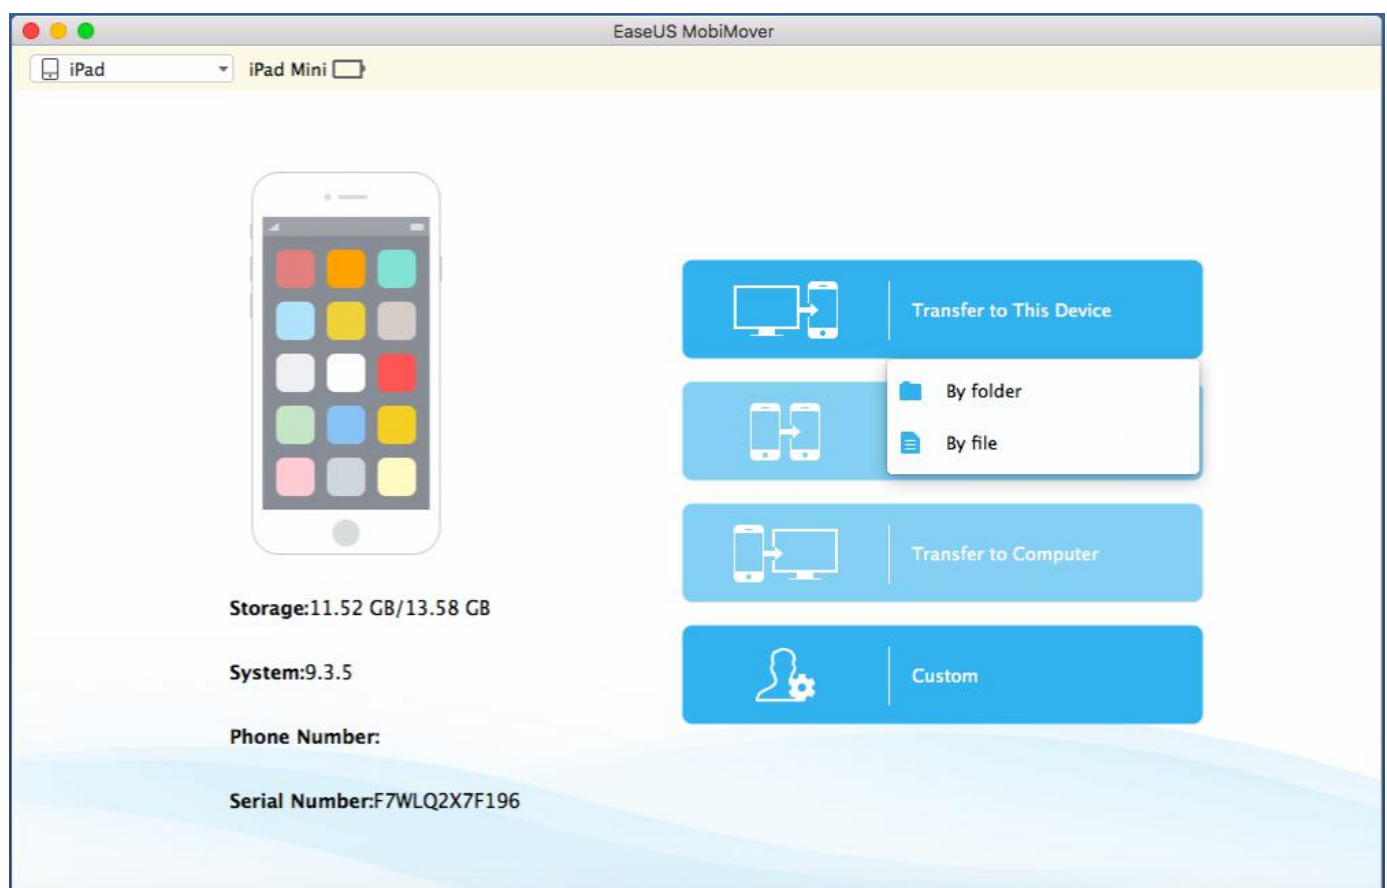 EaseUS MobiMover
iPad
iPad Mini
Transfer to This Device
By folder
By file
Transfer to Computer
Custom
Storage:11.52 GB/13.58 GB
System:9.3.5
Phone Number:
Serial Number:F7WLQ2X7F196